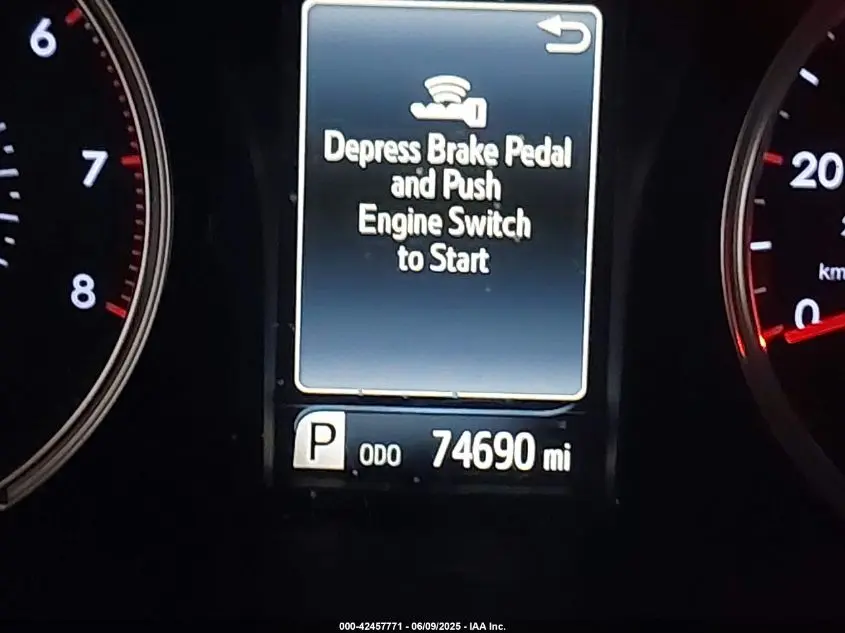 6
7
8
Depress Brake Pedal
and Push
Engine Switch
to Start
P ODO 74690 mi
20
km
0
000-42457771 - 06/09/2025 - IAA Inc.